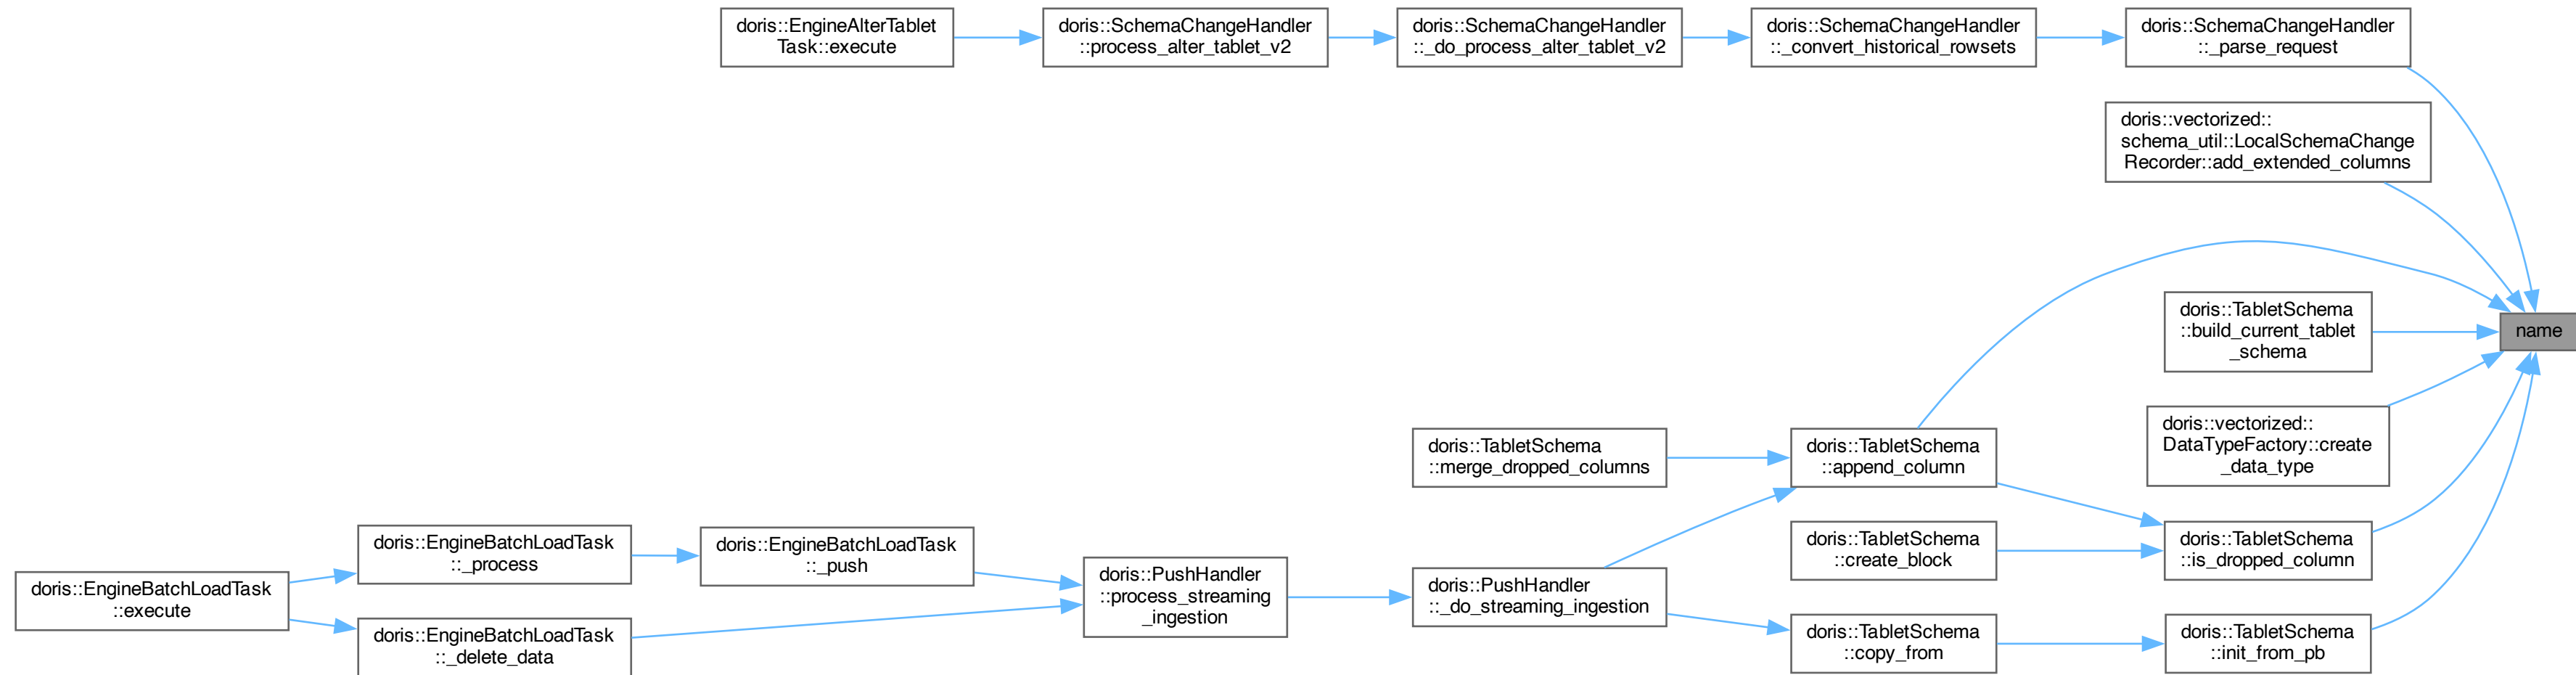 doris::EngineAlterTablet
Task::execute
doris::SchemaChangeHandler
::process_alter_tablet_v2
doris::SchemaChangeHandler
::_do_process_alter_tablet_v2
doris::SchemaChangeHandler
::_convert_historical_rowsets
doris::SchemaChangeHandler
::_parse_request
doris::vectorized::
schema_util::LocalSchemaChange
Recorder::add_extended_columns
doris::TabletSchema
::build_current_tablet
_schema
name
doris::vectorized::
DataTypeFactory::create
_data_type
doris::TabletSchema
::merge_dropped_columns
doris::TabletSchema
::append_column
doris::EngineBatchLoadTask
::execute
doris::EngineBatchLoadTask
::_process
doris::EngineBatchLoadTask
::_push
doris::PushHandler
::process_streaming
_ingestion
doris::PushHandler
::_do_streaming_ingestion
doris::TabletSchema
::create_block
doris::TabletSchema
::is_dropped_column
doris::EngineBatchLoadTask
::_delete_data
doris::TabletSchema
::copy_from
doris::TabletSchema
::init_from_pb